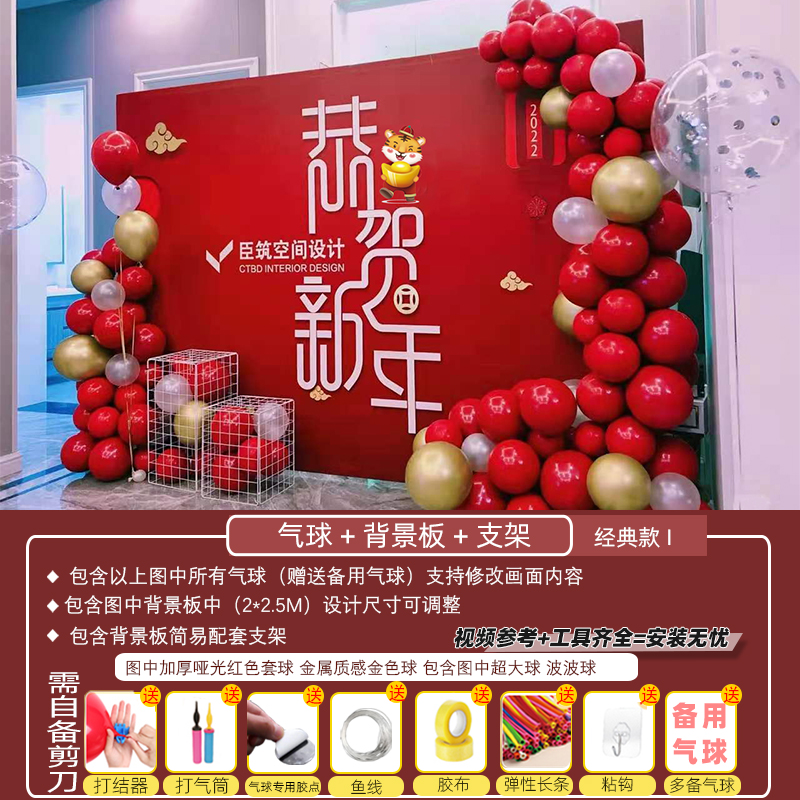 恭贺新年
2022
臣筑空间设计
CTBD INTERIOR DESIGN
气球+背景板+支架
经典款 I
◆ 包含以上图中所有气球（赠送备用气球）支持修改画面内容
◆包含图中背景板中（2*2.5M）设计尺寸可调整
◆ 包含背景板简易配套支架
视频参考+工具齐全=安装无忧
图中加厚哑光红色套球 金属质感金色球 包含图中超大球 波波球
需自备剪刀
送
送
送
送
送
送
送
送
备用
气球
打结器
打气筒
气球专用胶点
鱼线
胶布
弹性长条
粘钩
多备气球